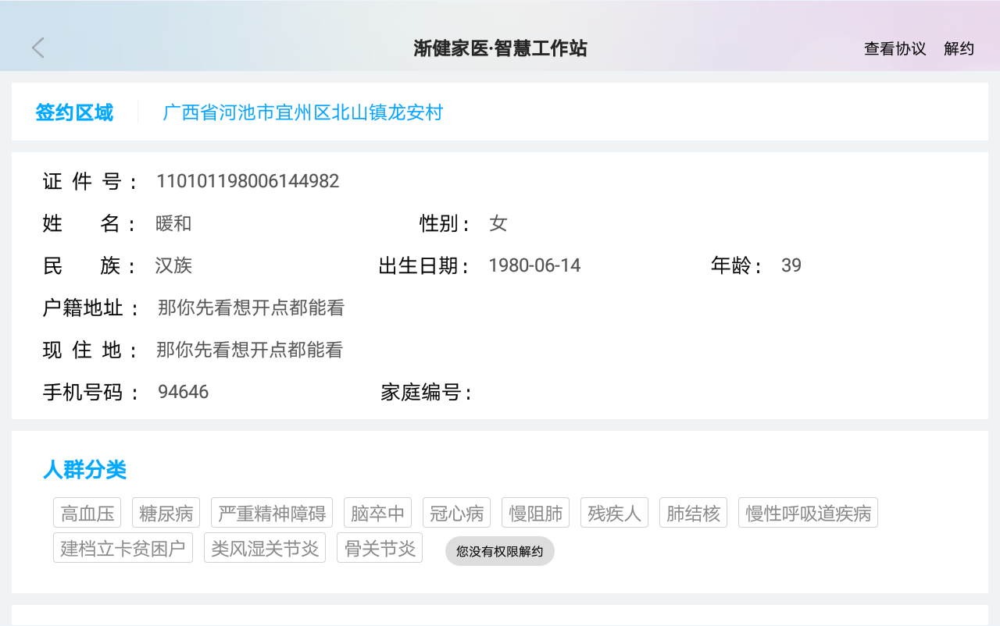 渐健家医·智慧工作站 查看协议 解约
签约区域 广西省河池市宜州区北山镇龙安村
证件号： 110101198006144982
姓名： 暖和 性别： 女
民族： 汉族 出生日期： 1980-06-14 年龄： 39
户籍地址： 那你先看想开点都能看
现住地： 那你先看想开点都能看
手机号码： 94646 家庭编号：
人群分类
高血压 糖尿病 严重精神障碍 脑卒中 冠心病 慢阻肺 残疾人 肺结核 慢性呼吸道疾病
建档立卡贫困户 类风湿关节炎 骨关节炎 您没有权限解约